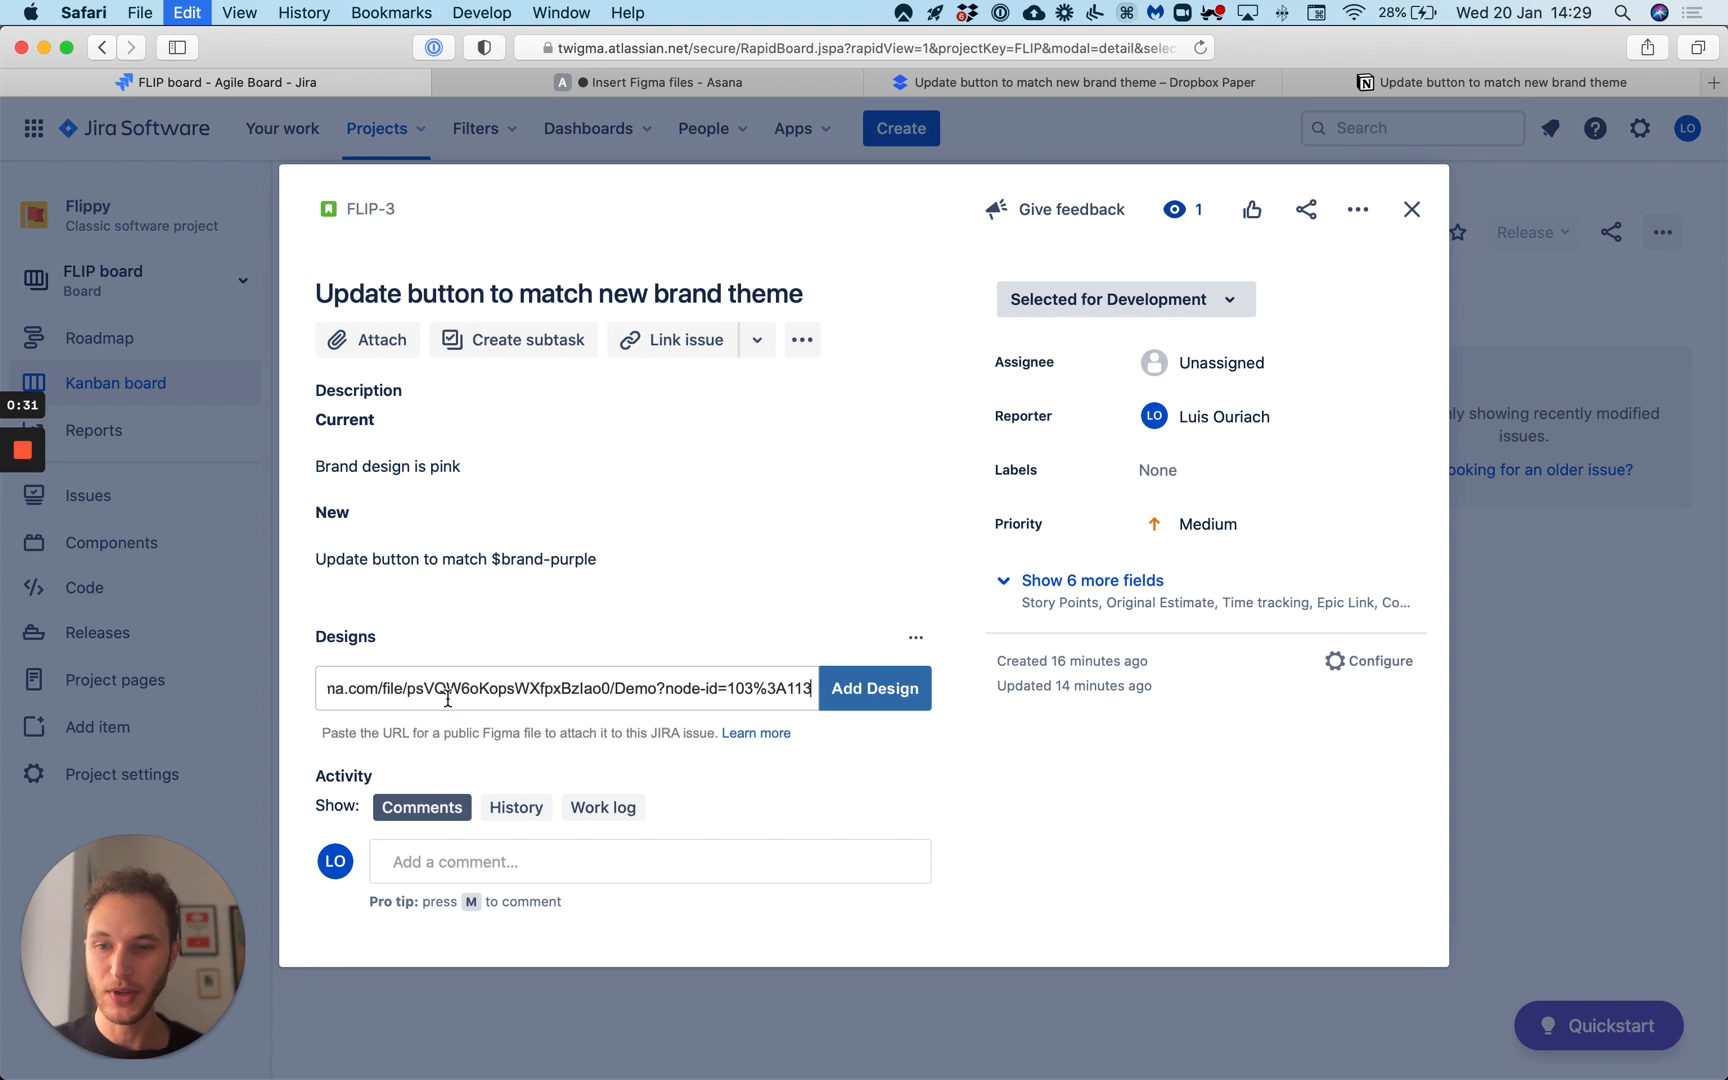 Safari File Edit View History Bookmarks Develop Window Help 28% Wed 20 Jan 14:29
twigma.atlassian.net/secure/RapidBoard.jspa?rapidView=1&projectKey=FLIP&modal=detail&selec
FLIP board - Agile Board - Jira
A Insert Figma files - Asana
Update button to match new brand theme – Dropbox Paper
Update button to match new brand theme
Jira Software Your work Projects Filters Dashboards People Apps Create Search LO
Flippy
Classic software project
FLIP board
Board
Roadmap
Kanban board
0:31
Reports
Issues
Components
Code
Releases
Project pages
Add item
Project settings
FLIP-3
Give feedback 1
Update button to match new brand theme
Attach Create subtask Link issue
Description
Current
Brand design is pink
New
Update button to match $brand-purple
Designs
na.com/file/psVQW6oKopsWXfpxBzIao0/Demo?node-id=103%3A113 Add Design
Paste the URL for a public Figma file to attach it to this JIRA issue. Learn more
Activity
Show: Comments History Work log
LO Add a comment...
Pro tip: press M to comment
Selected for Development
Assignee Unassigned
Reporter LO Luis Ouriach
Labels None
Priority Medium
Show 6 more fields
Story Points, Original Estimate, Time tracking, Epic Link, Co...
Created 16 minutes ago Configure
Updated 14 minutes ago
Release
ly showing recently modified
issues.
ooking for an older issue?
Quickstart